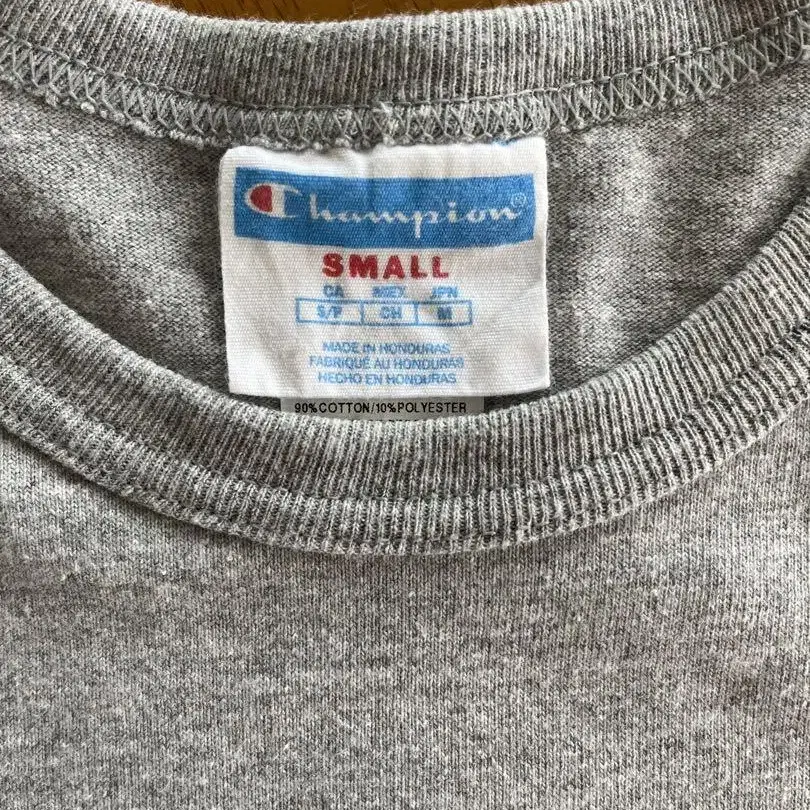 Champion®
SMALL
CA MEX JPN
S/P CH M
MADE IN HONDURAS
FABRIQUÉ AU HONDURAS
HECHO EN HONDURAS
90%COTTON/10%POLYESTER